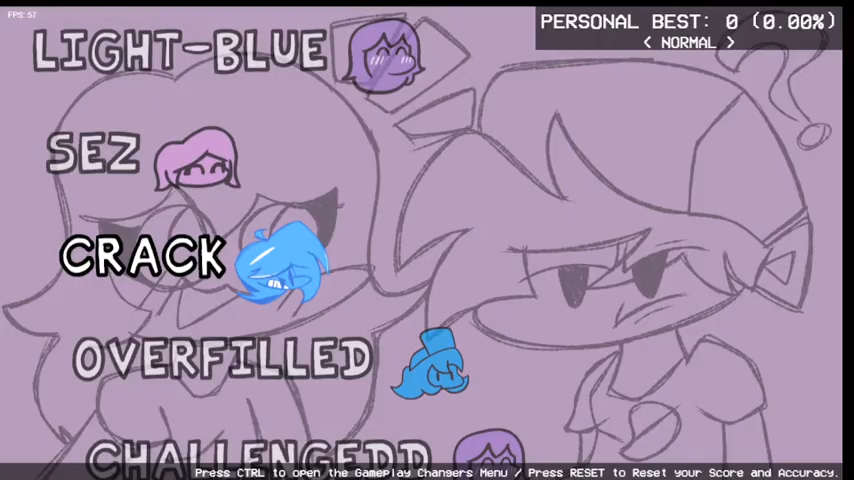 FPS: 57
PERSONAL BEST: 0 (0.00%)
< NORMAL >
LIGHT-BLUE
SEZ
CRACK
OVERFILLED
CHALLENGEDD
Press CTRL to open the Gameplay Changers Menu / Press RESET to Reset your Score and Accuracy.